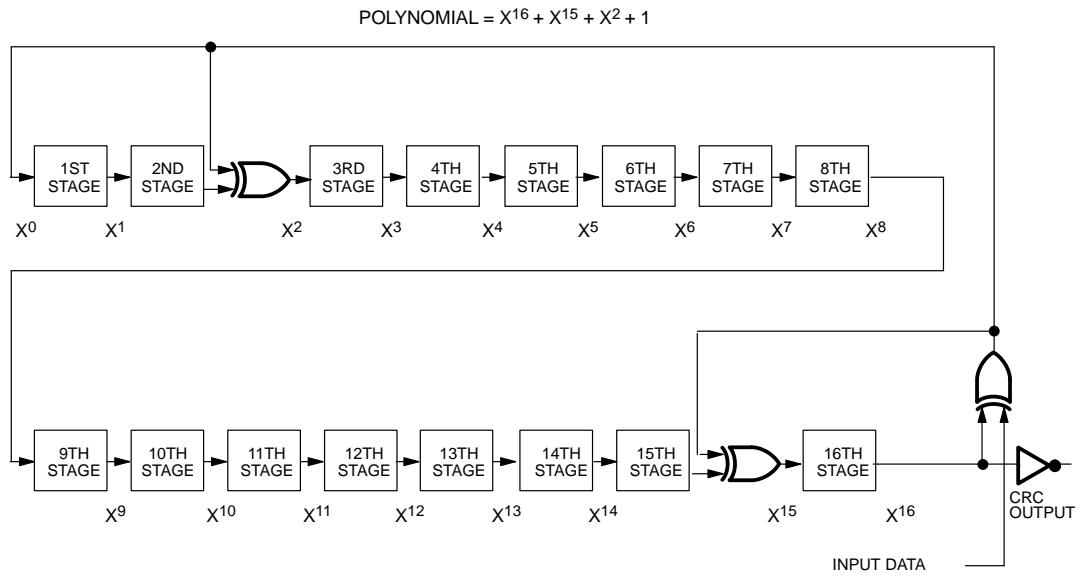 POLYNOMIAL = X16 + X15 + X2 + 1
1ST STAGE
2ND STAGE
3RD STAGE
4TH STAGE
5TH STAGE
6TH STAGE
7TH STAGE
8TH STAGE
X0 X1 X2 X3 X4 X5 X6 X7 X8
9TH STAGE
10TH STAGE
11TH STAGE
12TH STAGE
13TH STAGE
14TH STAGE
15TH STAGE
16TH STAGE
X9 X10 X11 X12 X13 X14 X15 X16
CRC
OUTPUT
INPUT DATA